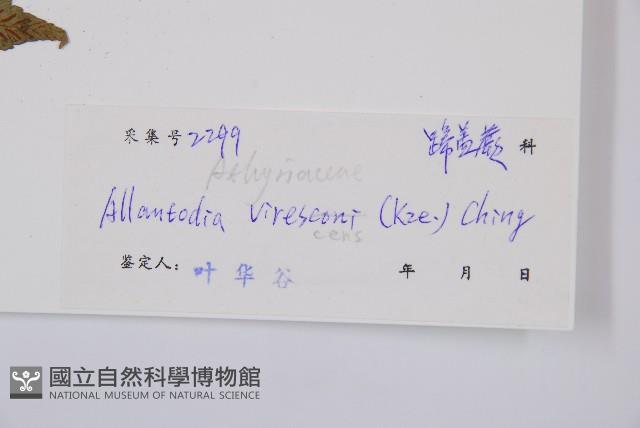 采集号 2299 蹄盖蕨 科
Athyriaceae
Allantodia viresconi (Kze.) Ching
cens
鉴定人: 叶华谷 年 月 日
國立自然科學博物館
NATIONAL MUSEUM OF NATURAL SCIENCE